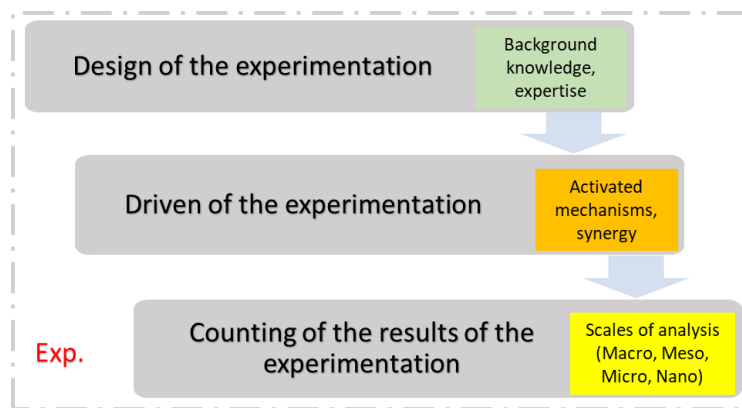 Design of the experimentation
Background
knowledge,
expertise
Driven of the experimentation
Activated
mechanisms,
synergy
Exp.
Counting of the results of the
experimentation
Scales of analysis
(Macro, Meso,
Micro, Nano)